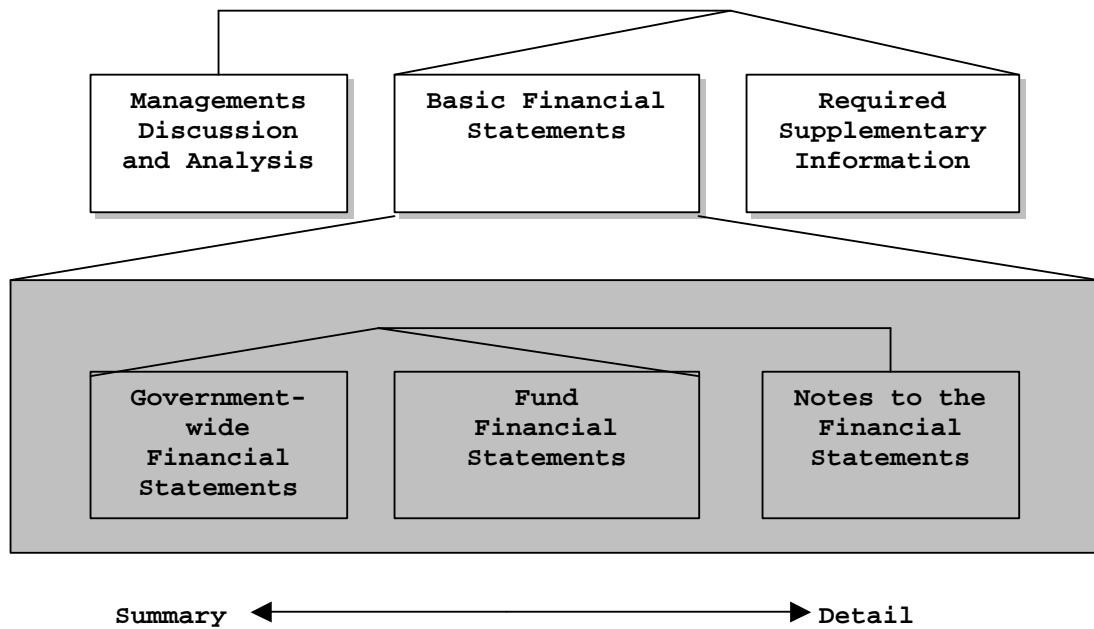 Managements
Discussion
and Analysis
Basic Financial
Statements
Required
Supplementary
Information
Government-
wide
Financial
Statements
Fund
Financial
Statements
Notes to the
Financial
Statements
Summary
Detail